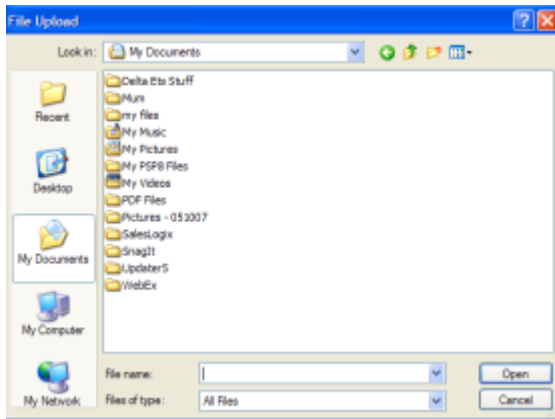 File Upload
Look in: My Documents
Recent
Desktop
My Documents
My Computer
My Network
Delta Eta Stuff
Mum
my files
My Music
My Pictures
My PSP8 Files
My Videos
PDF Files
Pictures - 051007
SalesLogix
SnagIt
Updater5
WebEx
File name:
Open
Files of type: All Files
Cancel